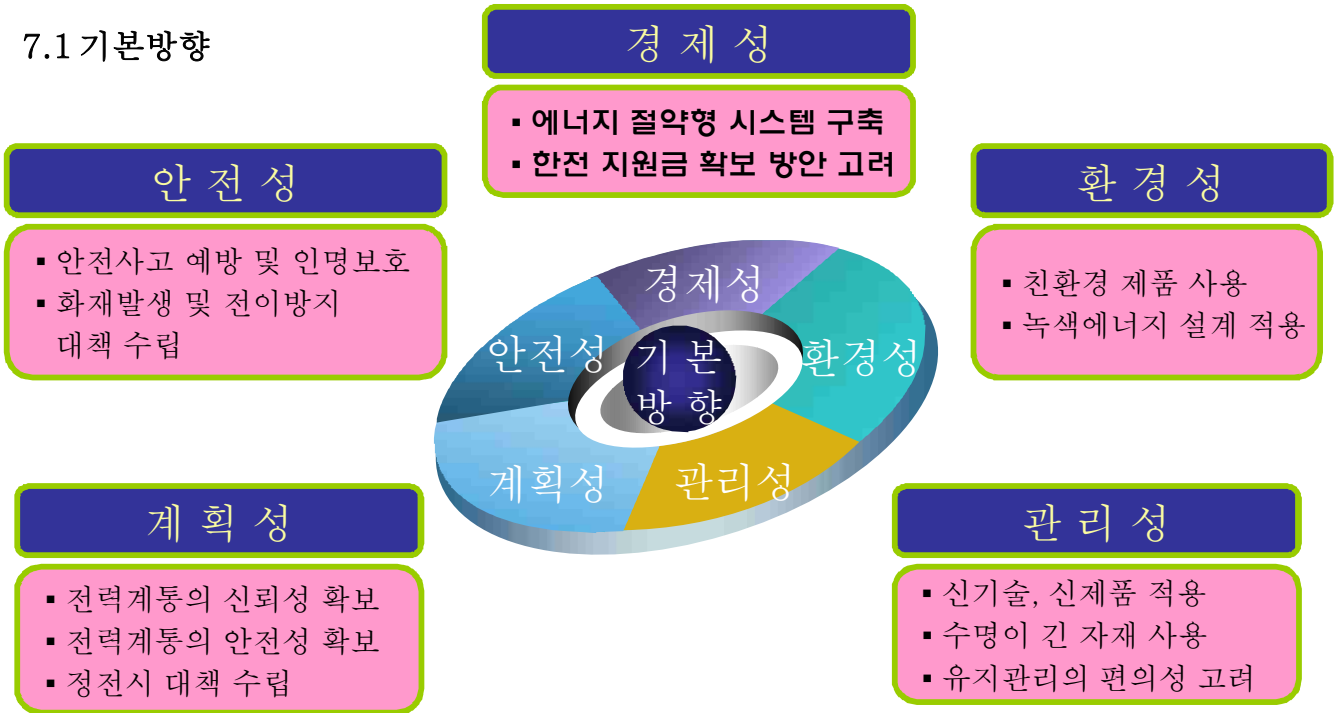 7.1 기본방향
경 제 성
▪ 에너지 절약형 시스템 구축
▪ 한전 지원금 확보 방안 고려
안 전 성
▪ 안전사고 예방 및 인명보호
▪ 화재발생 및 전이방지
대책 수립
환 경 성
▪ 친환경 제품 사용
▪ 녹색에너지 설계 적용
경제성
안전성
기 본
방 향
환경성
계획성
관리성
계 획 성
▪ 전력계통의 신뢰성 확보
▪ 전력계통의 안전성 확보
▪ 정전시 대책 수립
관 리 성
▪ 신기술, 신제품 적용
▪ 수명이 긴 자재 사용
▪ 유지관리의 편의성 고려